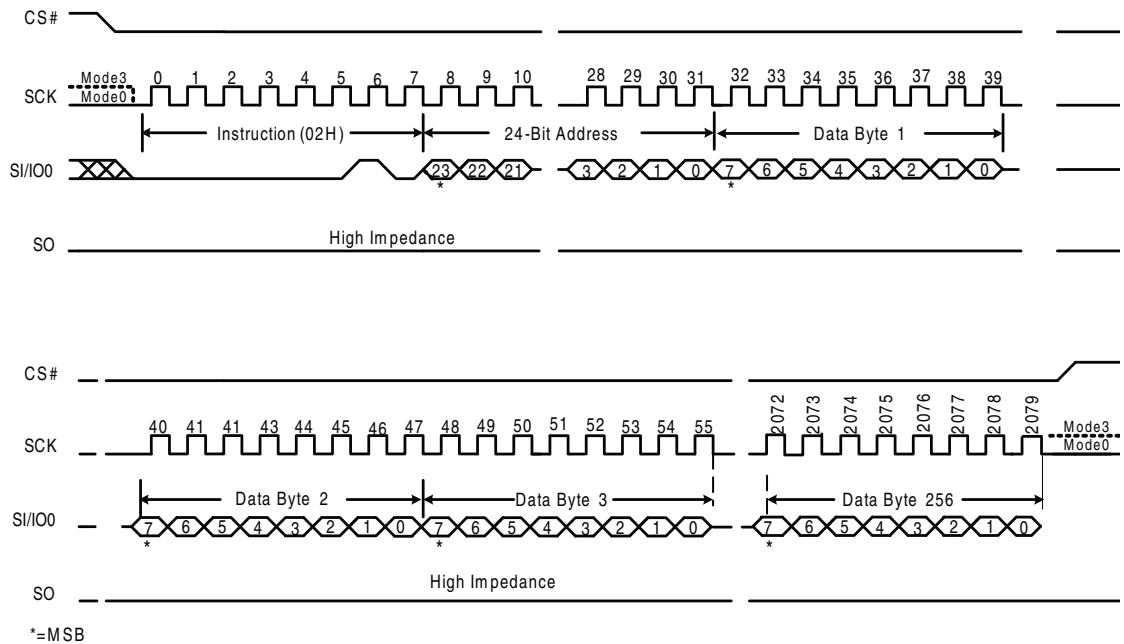 CS#
Mode3
Mode0
SCK
0 1 2 3 4 5 6 7 8 9 10 28 29 30 31 32 33 34 35 36 37 38 39
Instruction (02H) 24-Bit Address Data Byte 1
SI/IO0
23 22 21 3 2 1 0 7 6 5 4 3 2 1 0
* *
SO
High Impedance
CS#
SCK
40 41 41 43 44 45 46 47 48 49 50 51 52 53 54 55 2072 2073 2074 2075 2076 2077 2078 2079
Mode3
Mode0
Data Byte 2 Data Byte 3 Data Byte 256
SI/IO0
7 6 5 4 3 2 1 0 7 6 5 4 3 2 1 0 7 6 5 4 3 2 1 0
* * *
High Impedance
SO
*=MSB